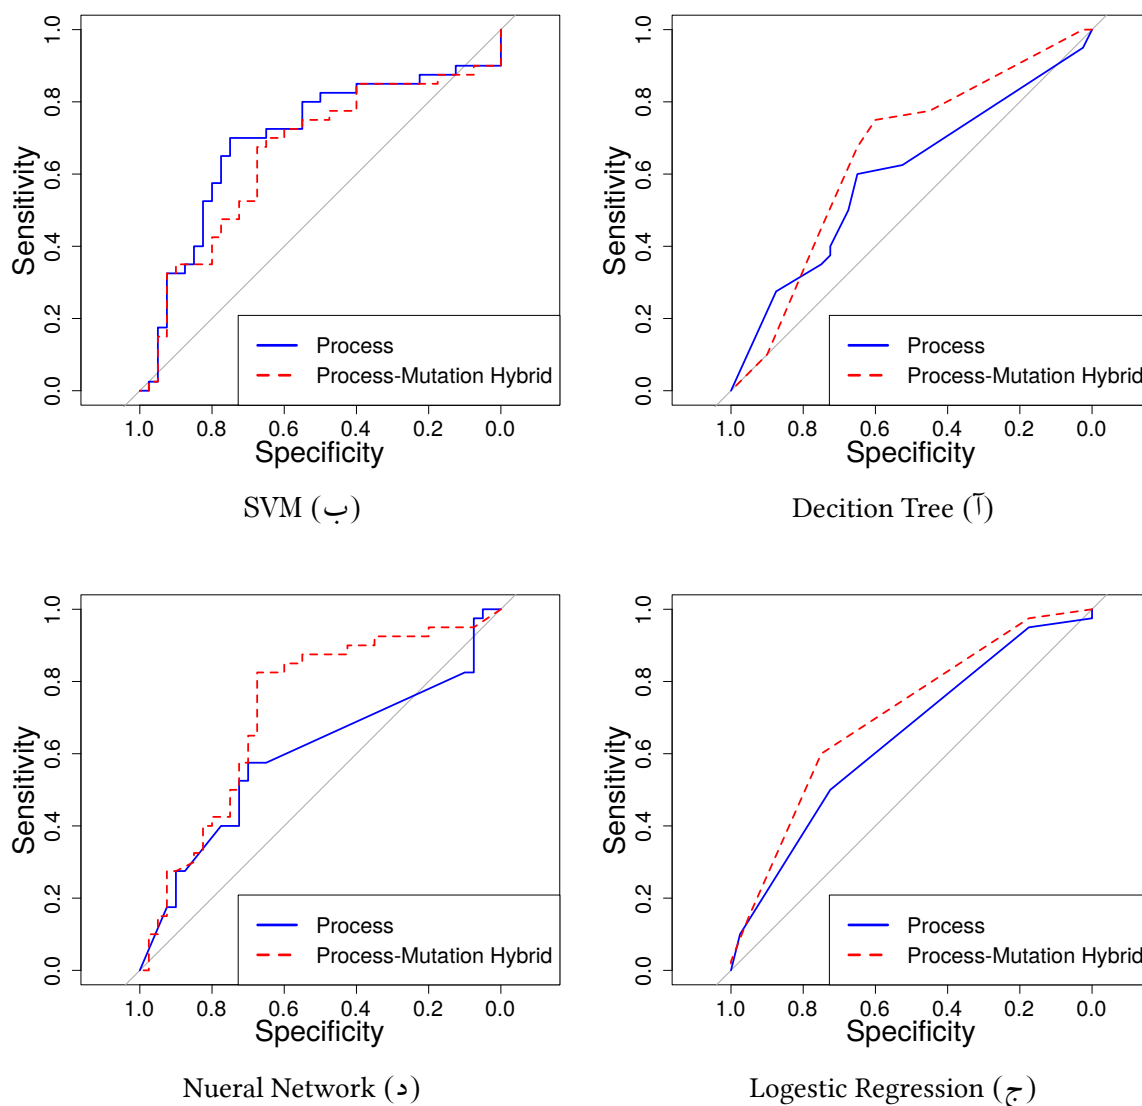 1.0
0.8
0.6
0.4
0.2
0.0
Sensitivity
Process
Process-Mutation Hybrid
1.0 0.8 0.6 0.4 0.2 0.0
Specificity
SVM (ب)
1.0
0.8
0.6
0.4
0.2
0.0
Sensitivity
Process
Process-Mutation Hybrid
1.0 0.8 0.6 0.4 0.2 0.0
Specificity
Decition Tree (آ)
1.0
0.8
0.6
0.4
0.2
0.0
Sensitivity
Process
Process-Mutation Hybrid
1.0 0.8 0.6 0.4 0.2 0.0
Specificity
Nueral Network (د)
1.0
0.8
0.6
0.4
0.2
0.0
Sensitivity
Process
Process-Mutation Hybrid
1.0 0.8 0.6 0.4 0.2 0.0
Specificity
Logestic Regression (ج)